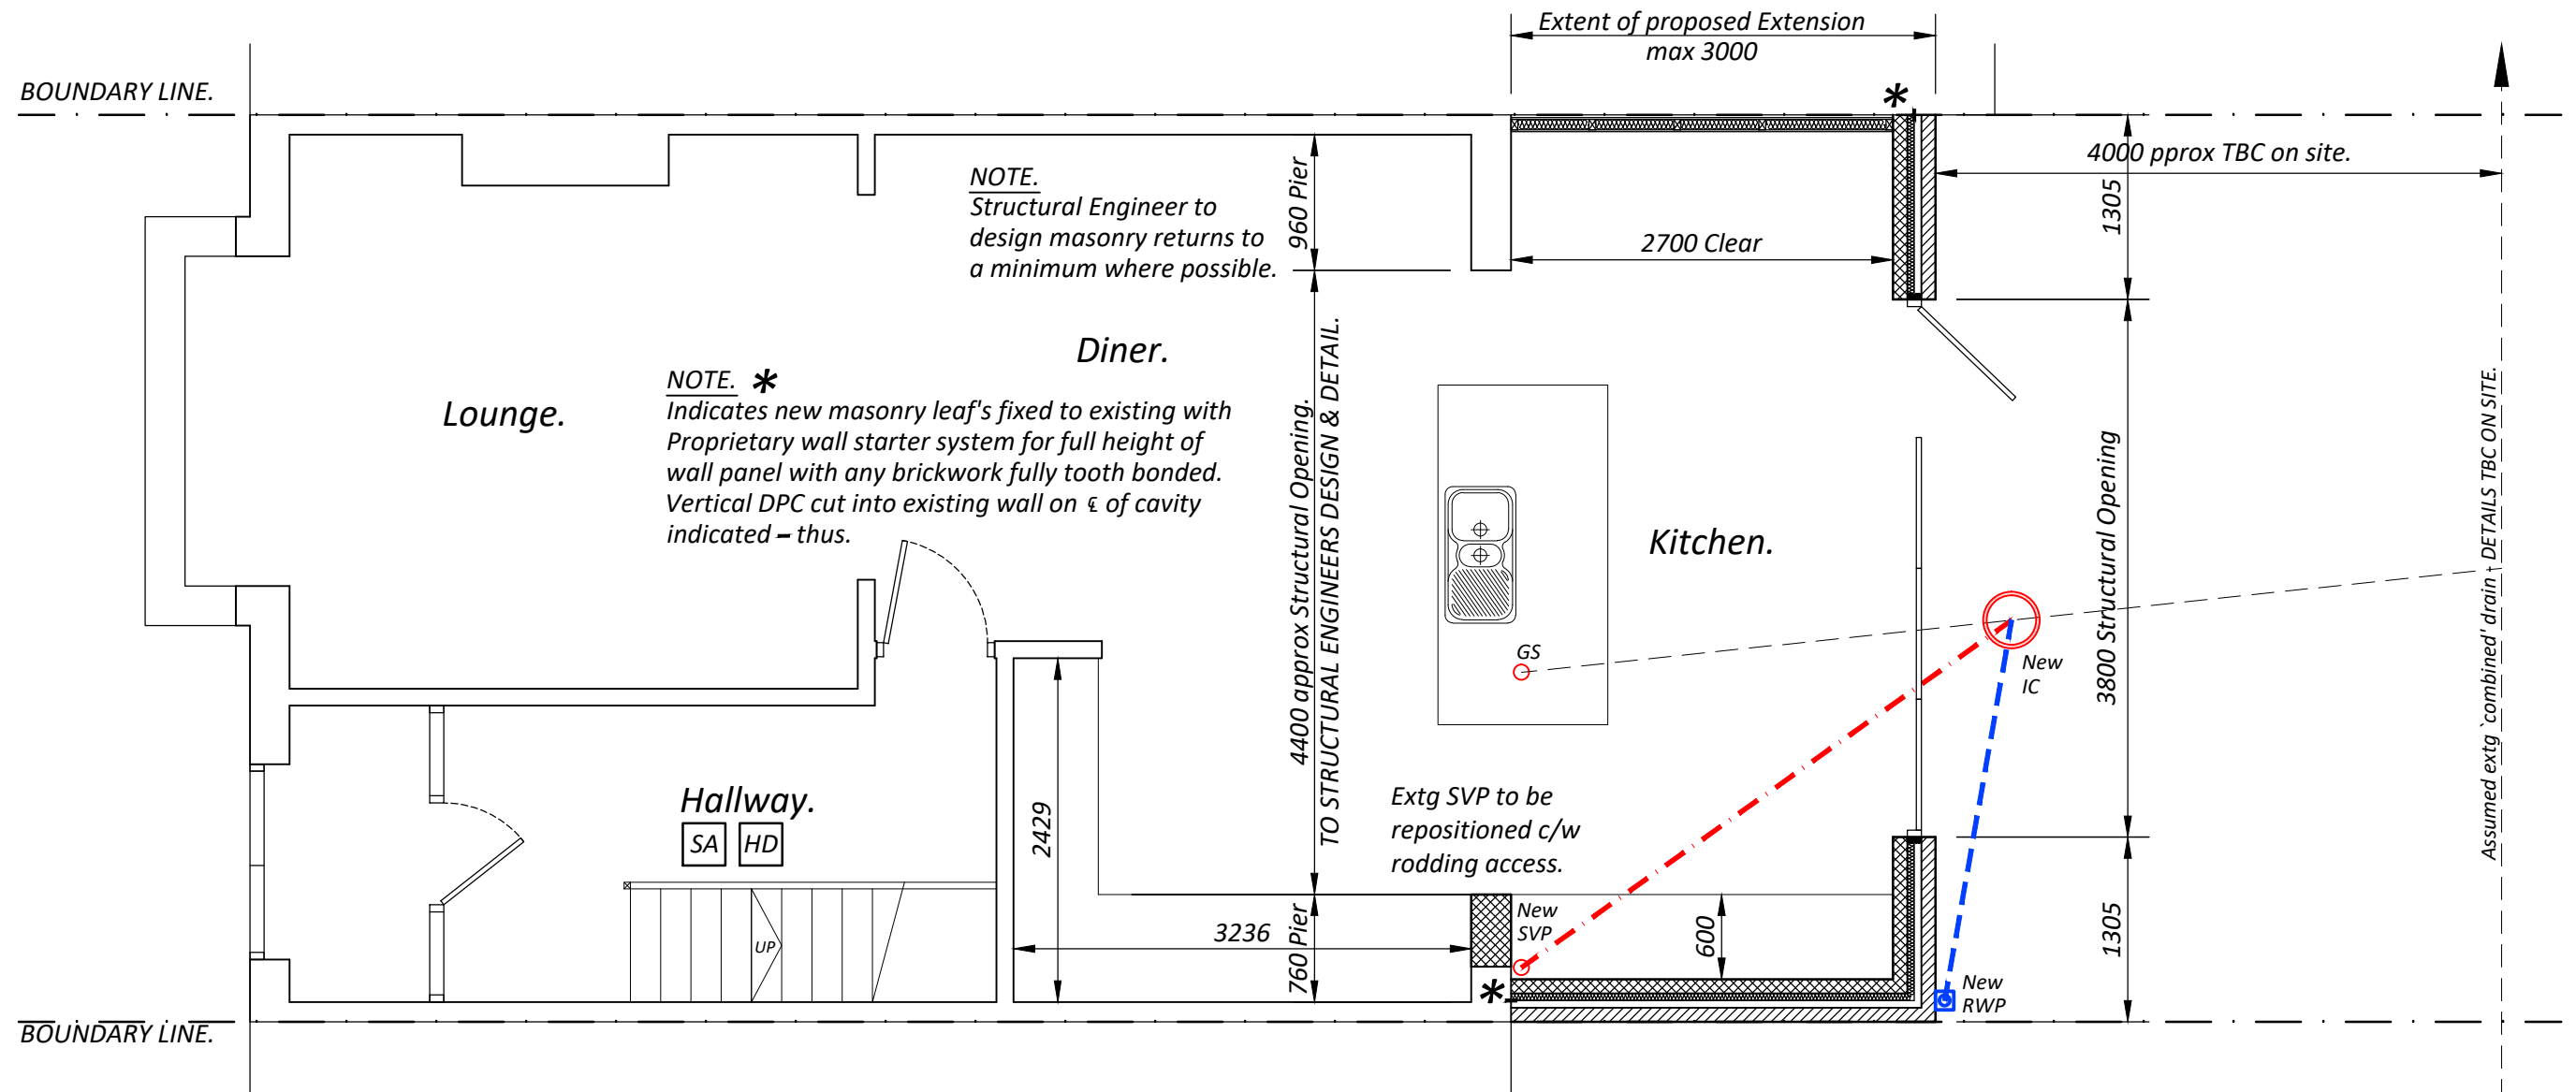 Extent of proposed Extension
max 3000
BOUNDARY LINE.
4000 pprox TBC on site.
NOTE.
Structural Engineer to
design masonry returns to
a minimum where possible.
960 Pier
2700 Clear
1305
Diner.
NOTE. *
Indicates new masonry leaf's fixed to existing with
Proprietary wall starter system for full height of
wall panel with any brickwork fully tooth bonded.
Vertical DPC cut into existing wall on ℄ of cavity
indicated – thus.
Lounge.
4400 approx Structural Opening.
TO STRUCTURAL ENGINEERS DESIGN & DETAIL.
Kitchen.
3800 Structural Opening
Assumed extg `combined' drain - DETAILS TBC ON SITE.
GS
New
IC
Hallway.
SA HD
2429
Extg SVP to be
repositioned c/w
rodding access.
UP
3236
760 Pier
New
SVP
600
1305
*
*
New
RWP
BOUNDARY LINE.